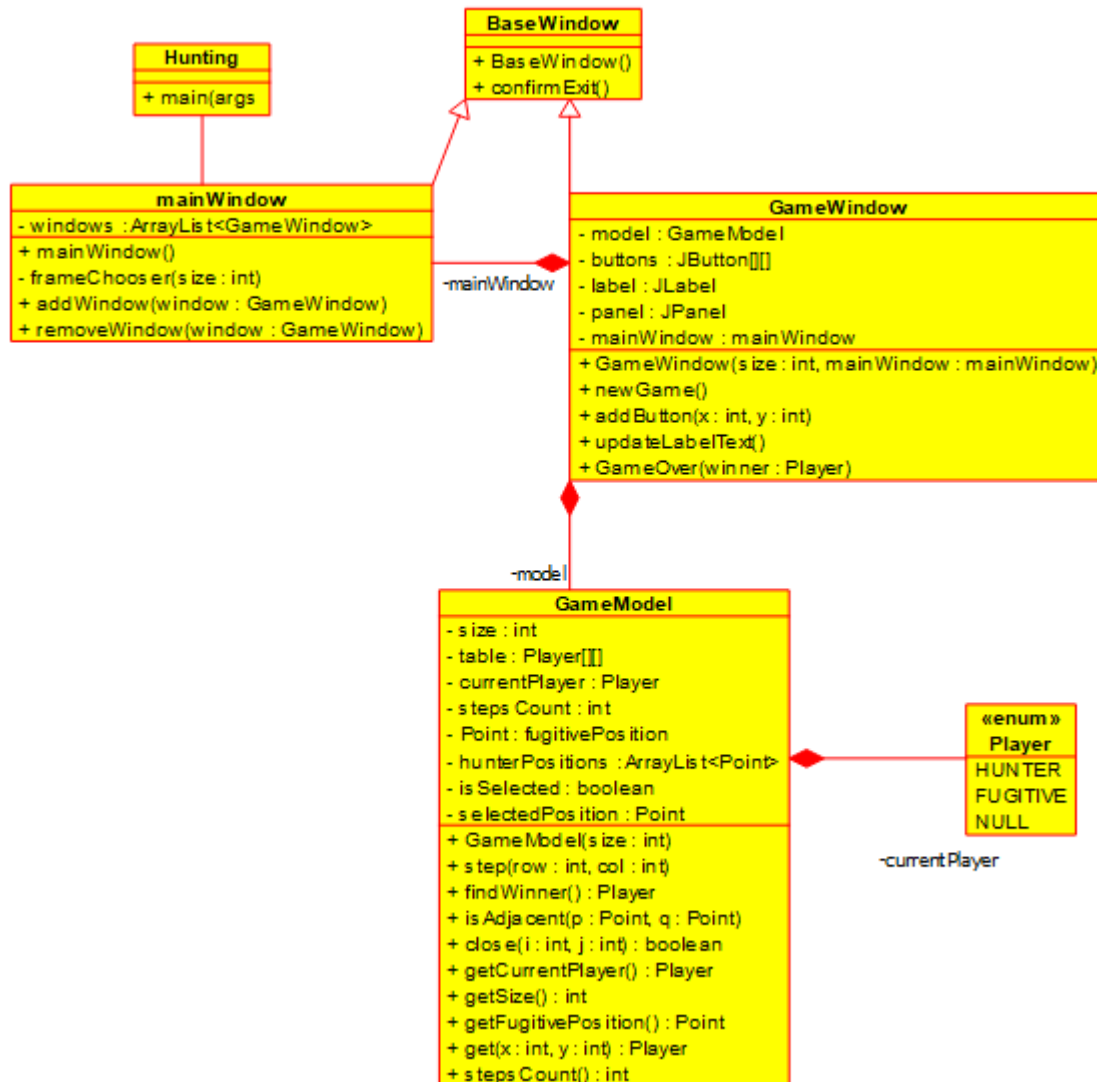 BaseWindow
+ BaseWindow()
+ confirmExit()
Hunting
+ main(args
mainWindow
- windows : ArrayList<GameWindow>
+ mainWindow()
- frameChooser(size : int)
+ addWindow(window : GameWindow)
+ removeWindow(window : GameWindow)
-mainWindow
GameWindow
- model : GameModel
- buttons : JButton[][]
- label : JLabel
- panel : JPanel
- mainWindow : mainWindow
+ GameWindow(size : int, mainWindow : mainWindow)
+ newGame()
+ addButton(x : int, y : int)
+ updateLabelText()
+ GameOver(winner : Player)
-model
GameModel
- size : int
- table : Player[][]
- currentPlayer : Player
- stepsCount : int
- Point : fugitivePosition
- hunterPositions : ArrayList<Point>
- isSelected : boolean
- selectedPosition : Point
+ GameModel(size : int)
+ step(row : int, col : int)
+ findWinner() : Player
+ isAdjacent(p : Point, q : Point)
+ close(i : int, j : int) : boolean
+ getCurrentPlayer() : Player
+ getSize() : int
+ getFugitivePosition() : Point
+ get(x : int, y : int) : Player
+ stepsCount() : int
«enum»
Player
HUNTER
FUGITIVE
NULL
-currentPlayer